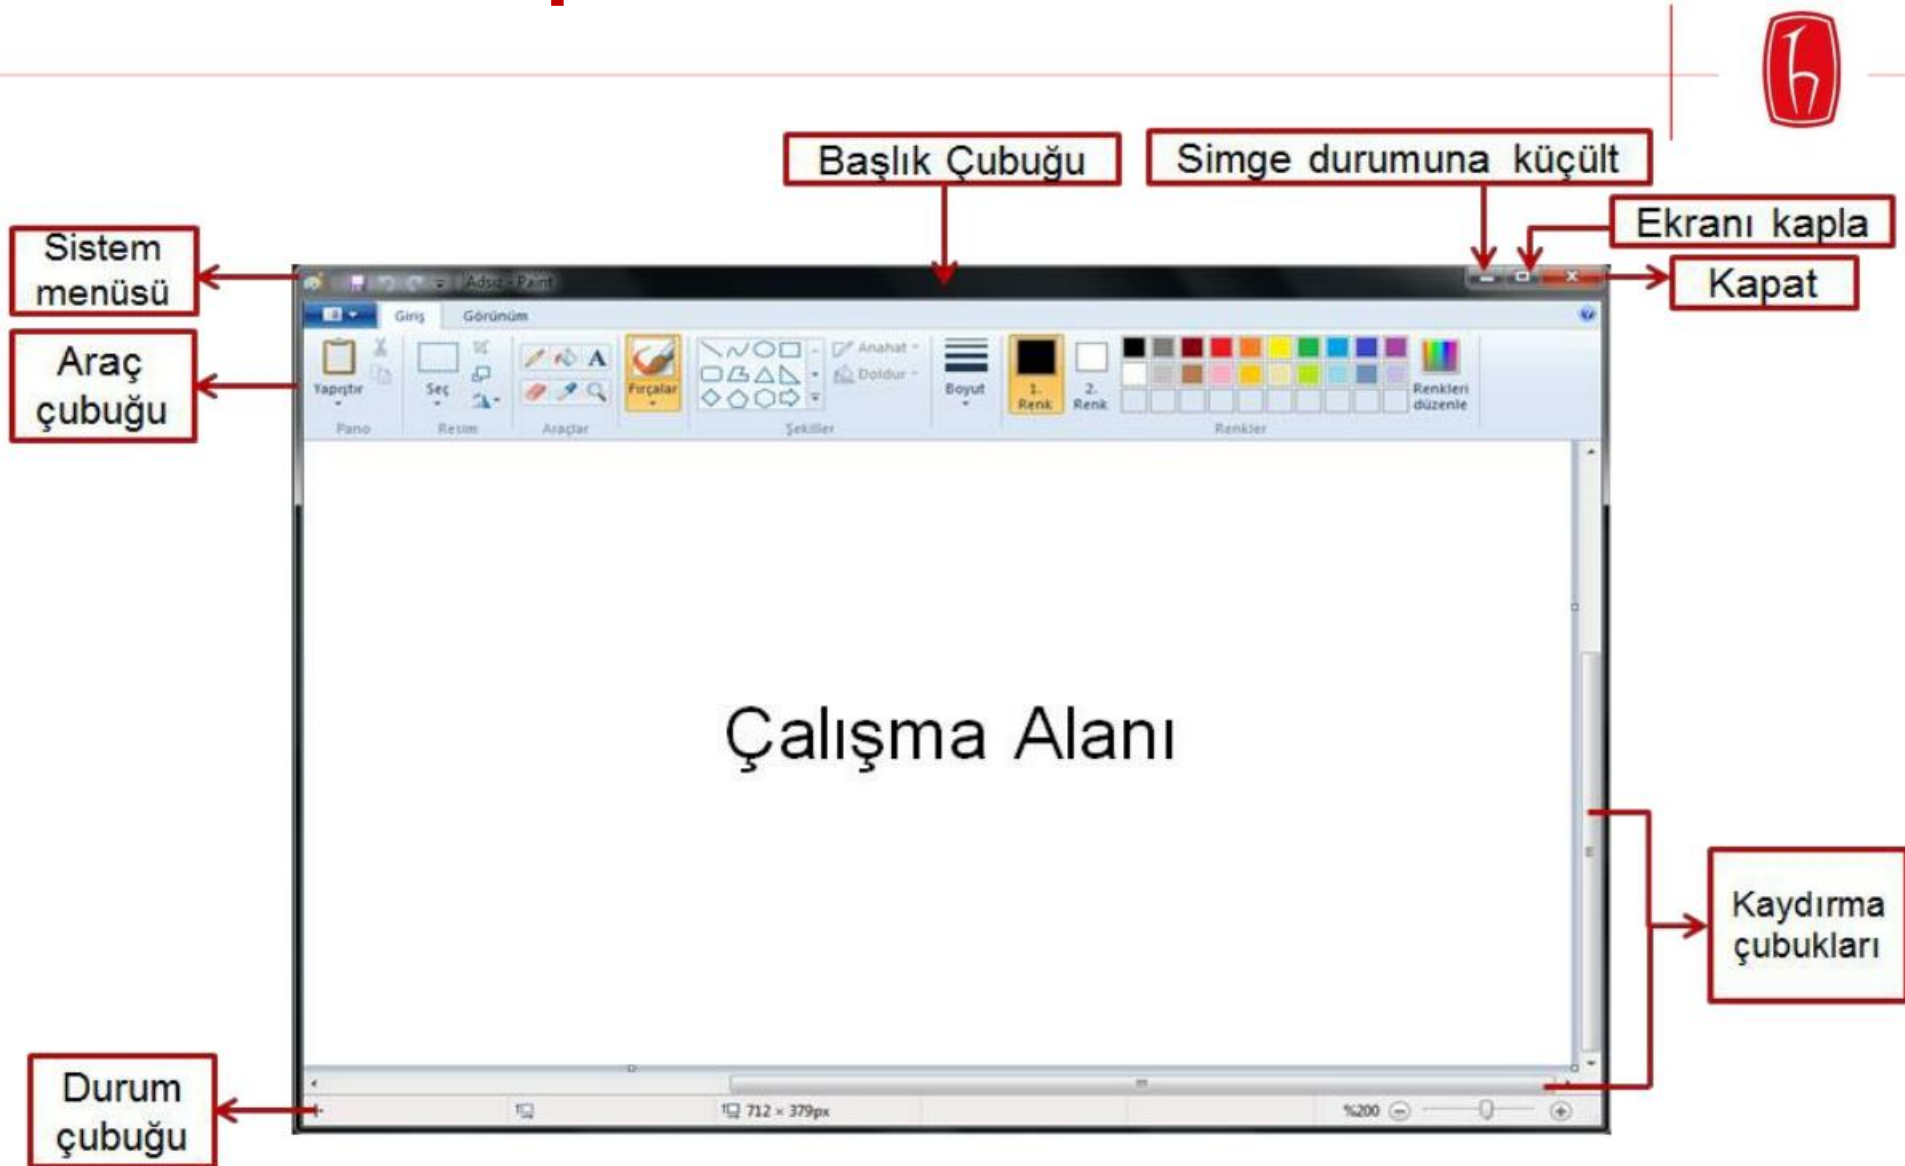 Başlık Çubuğu
Simge durumuna küçült
Ekranı kapla
Kapat
Sistem
menüsü
Araç
çubuğu
Adsız - Paint
Giriş
Görünüm
Yapıştır
Pano
Seç
Resim
Araçlar
Fırçalar
Anahat
Doldur
Şekiller
Boyut
1.
Renk
2.
Renk
Renkleri
düzenle
Renkler
Çalışma Alanı
Kaydırma
çubukları
Durum
çubuğu
712 × 379px
%200